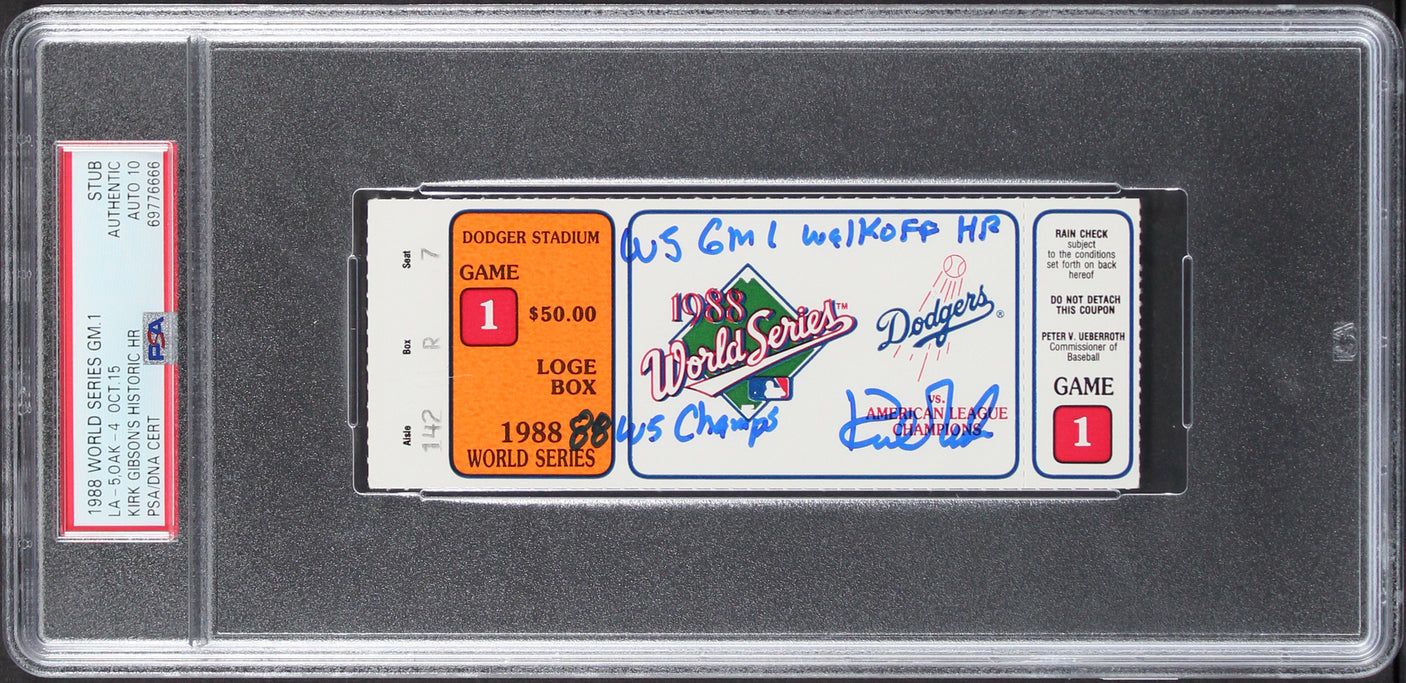 1988 WORLD SERIES GM.1
LA-5,OAK-4 OCT.15
KIRK GIBSONS HISTORIC HR
PSA/DNA CERT
STUB
AUTHENTIC
AUTO 10
69776666
PSA
Aisle 142
Box R
Seat 7
DODGER STADIUM
GAME
1
$50.00
LOGE
BOX
1988
WORLD SERIES
WS GM 1 walkoff HR
1988
World Series™
Dodgers®
vs.
AMERICAN LEAGUE
CHAMPIONS
88 WS Champs
RAIN CHECK
subject
to the conditions
set forth on back
hereof
DO NOT DETACH
THIS COUPON
PETER V. UEBERROTH
Commissioner of
Baseball
GAME
1